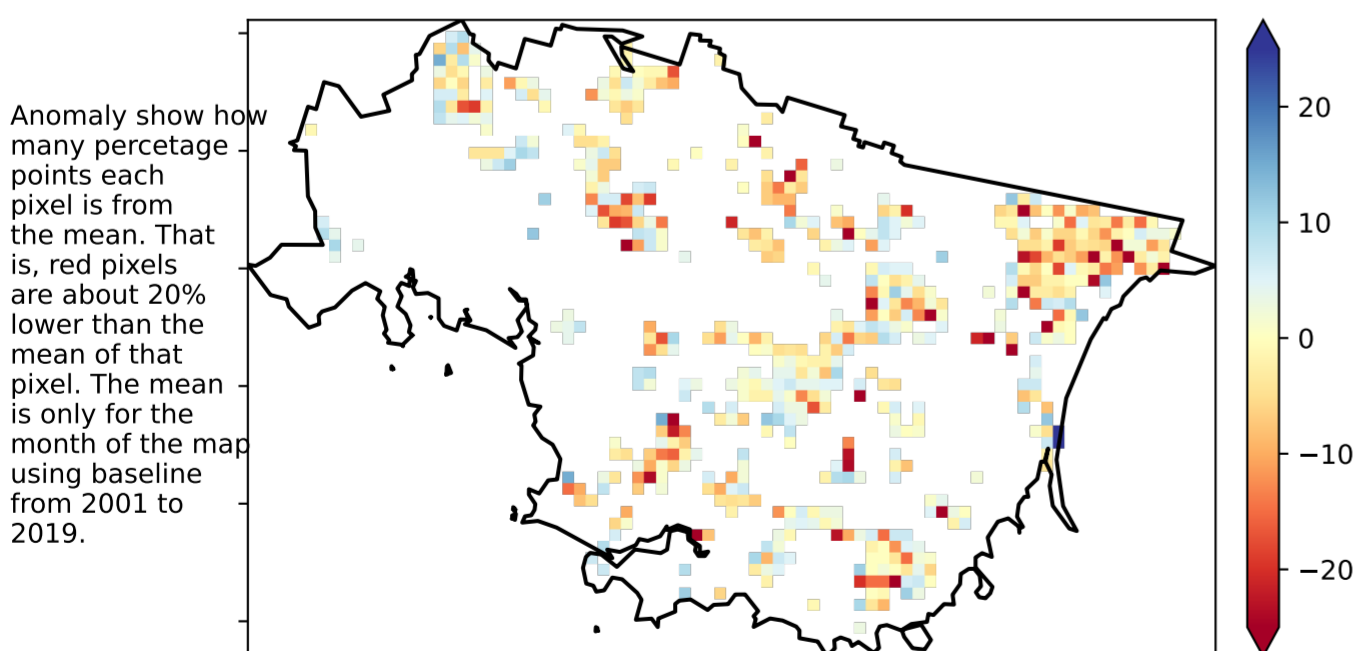 Anomaly show how
many percetage
points each
pixel is from
the mean. That
is, red pixels
are about 20%
lower than the
mean of that
pixel. The mean
is only for the
month of the map
using baseline
from 2001 to
2019.
20
10
0
−10
−20